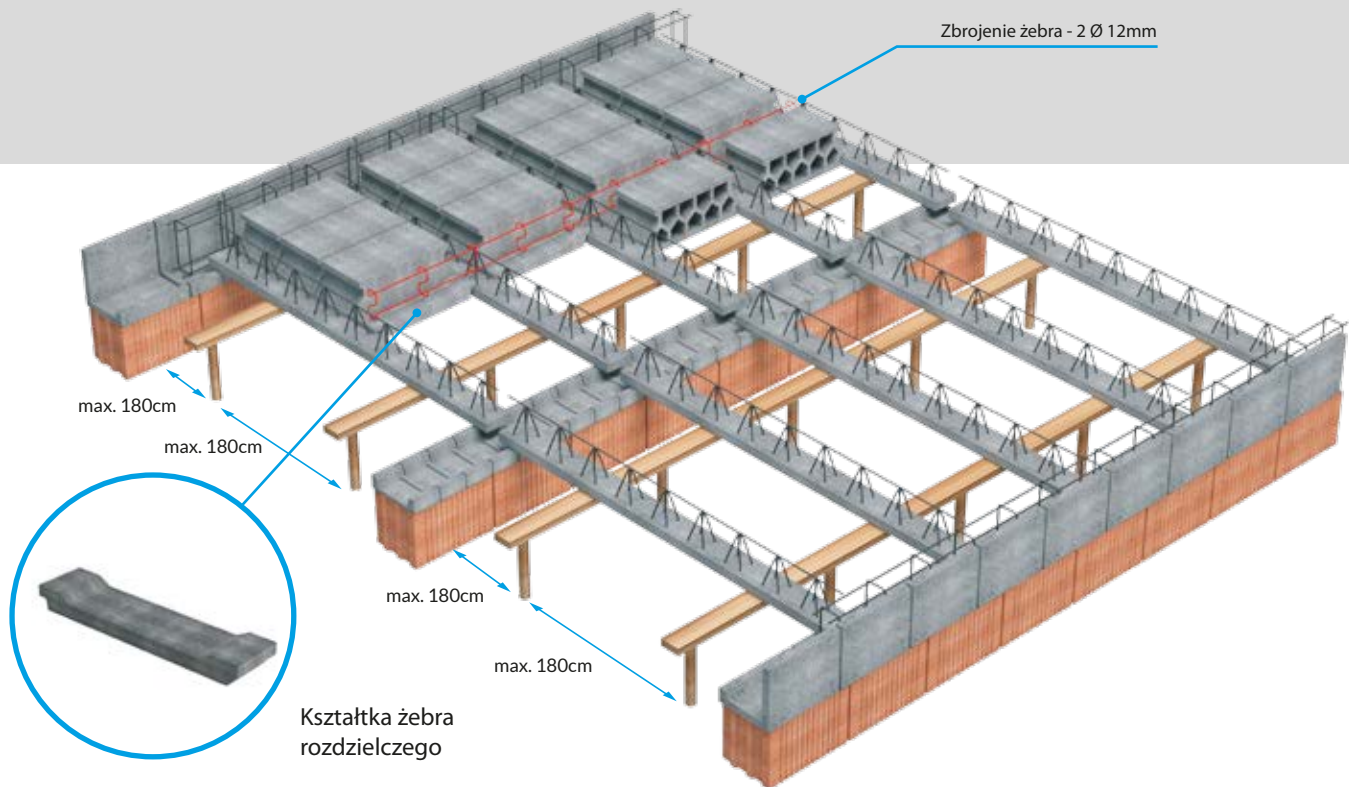 Zbrojenie żebra - 2 Ø 12mm
max. 180cm
max. 180cm
max. 180cm
max. 180cm
Kształtka żebra
rozdzielczego